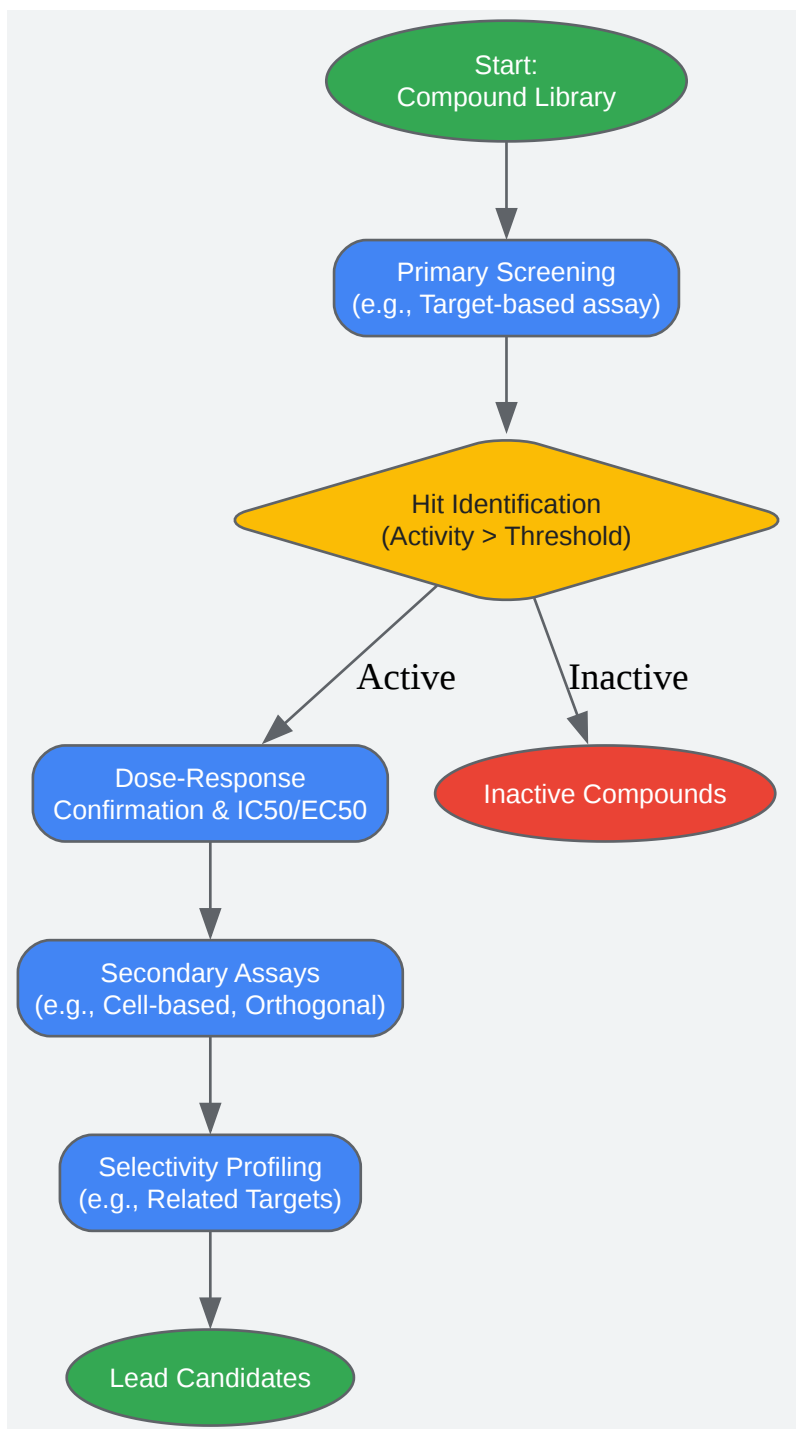 Start:
Compound Library
Primary Screening
(e.g., Target-based assay)
Hit Identification
(Activity > Threshold)
Active
Inactive
Dose-Response
Confirmation & IC50/EC50
Inactive Compounds
Secondary Assays
(e.g., Cell-based, Orthogonal)
Selectivity Profiling
(e.g., Related Targets)
Lead Candidates